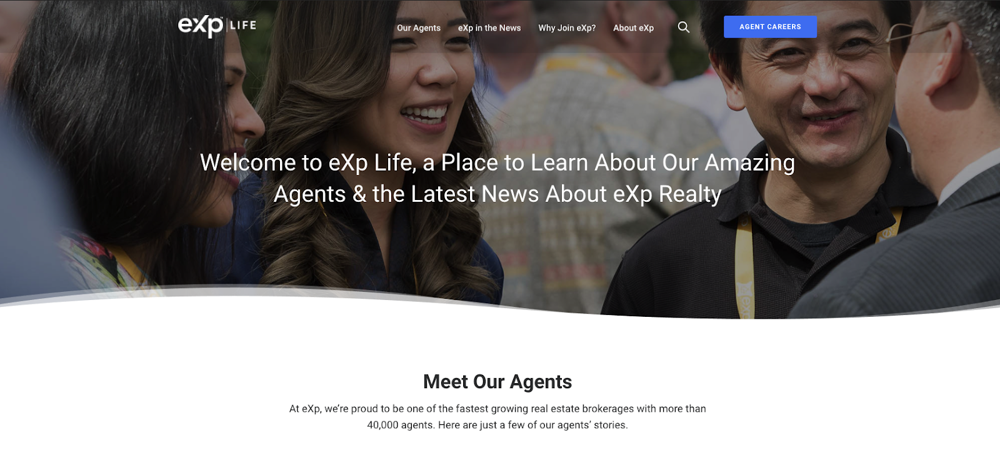 eXp | LIFE
Our Agents
eXp in the News
Why Join eXp?
About eXp
AGENT CAREERS
Welcome to eXp Life, a Place to Learn About Our Amazing
Agents & the Latest News About eXp Realty
Meet Our Agents
At eXp, we’re proud to be one of the fastest growing real estate brokerages with more than
40,000 agents. Here are just a few of our agents’ stories.